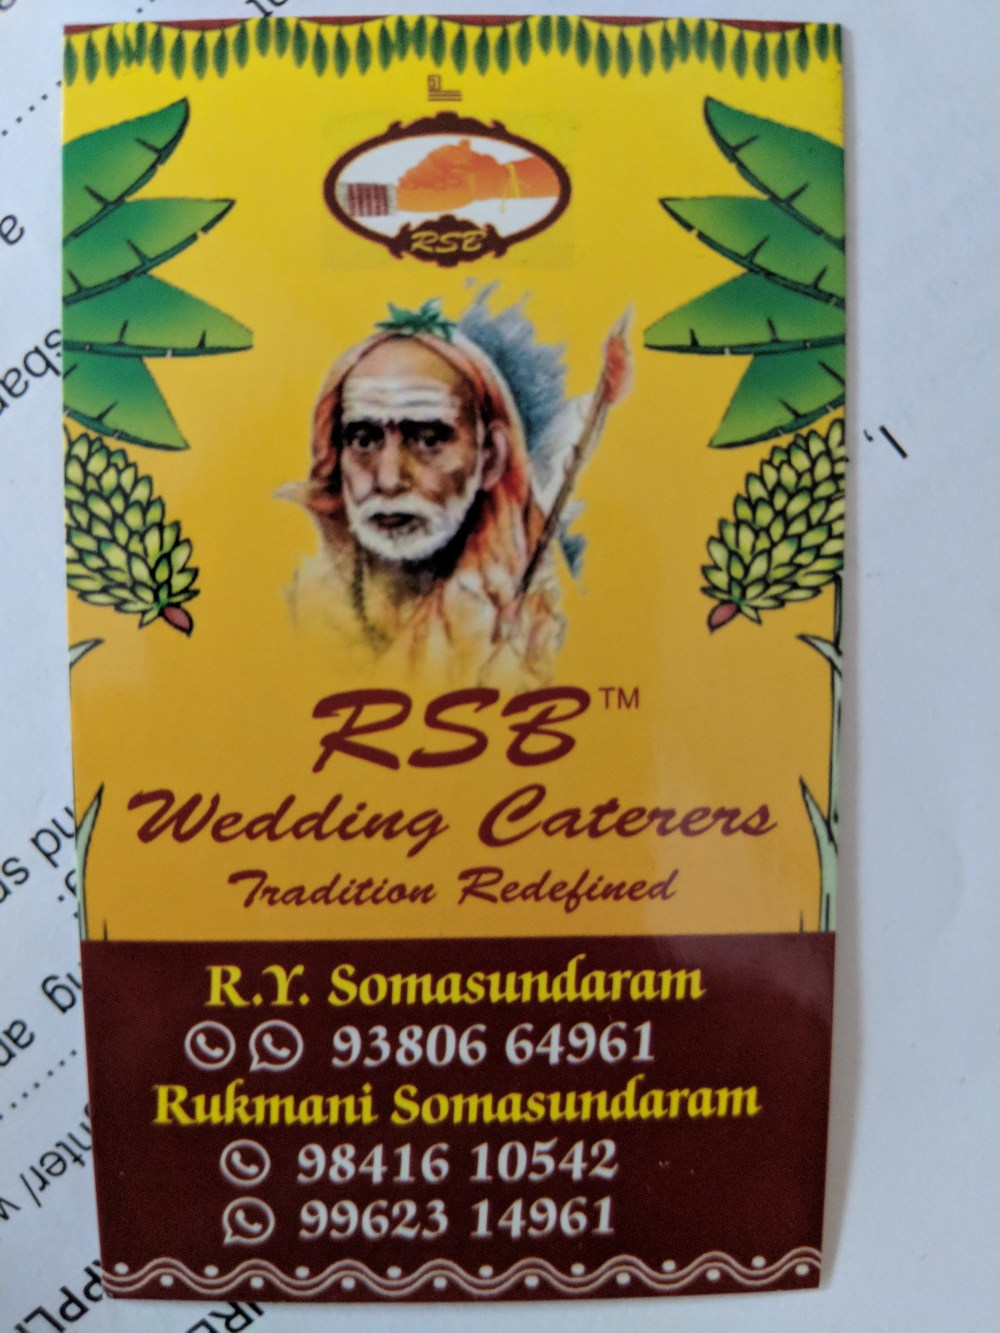 உ
RSB
RSB™
Wedding Caterers
Tradition Redefined
R.Y. Somasundaram
93806 64961
Rukmani Somasundaram
98416 10542
99623 14961